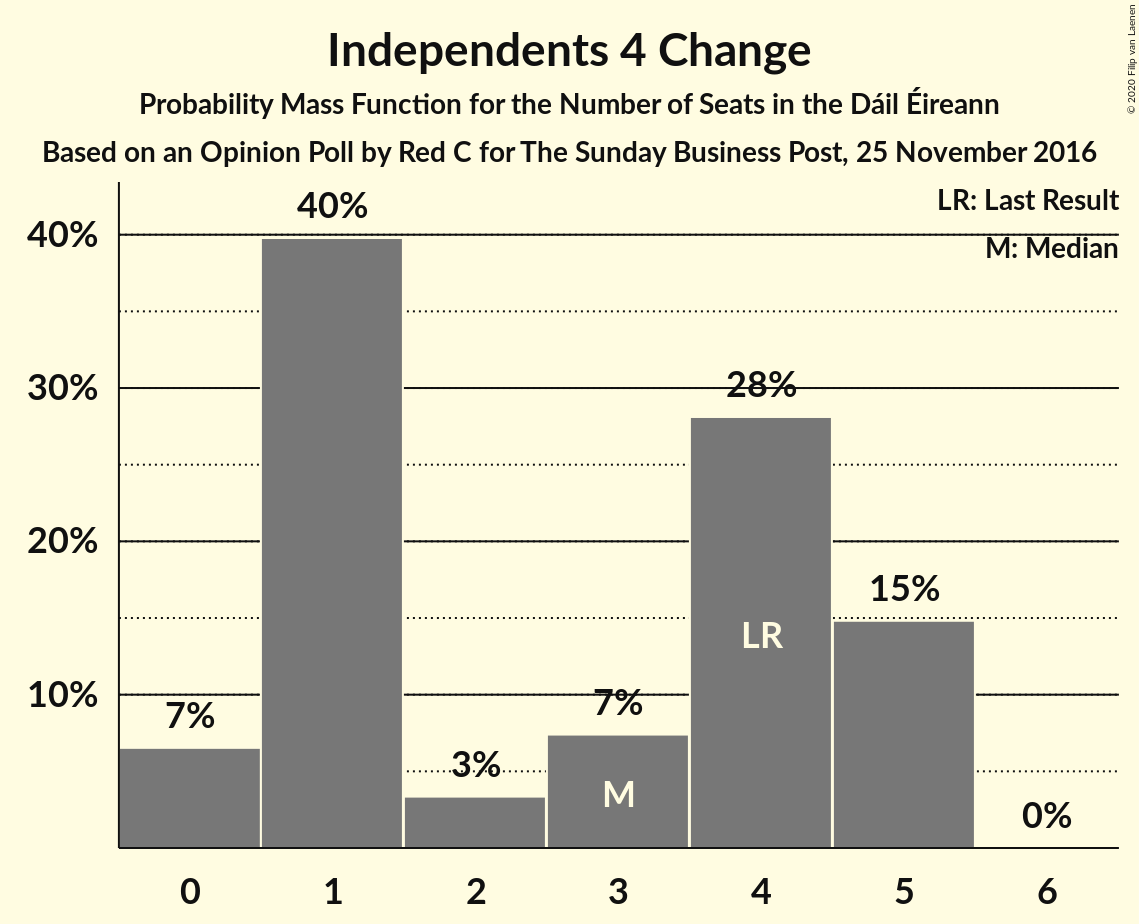 Independents 4 Change
Probability Mass Function for the Number of Seats in the Dáil Éireann
Based on an Opinion Poll by Red C for The Sunday Business Post, 25 November 2016
© 2020 Filip van Laenen
LR: Last Result
M: Median
40%
30%
20%
10%
7%
40%
3%
7%
28%
15%
0%
M
LR
0
1
2
3
4
5
6